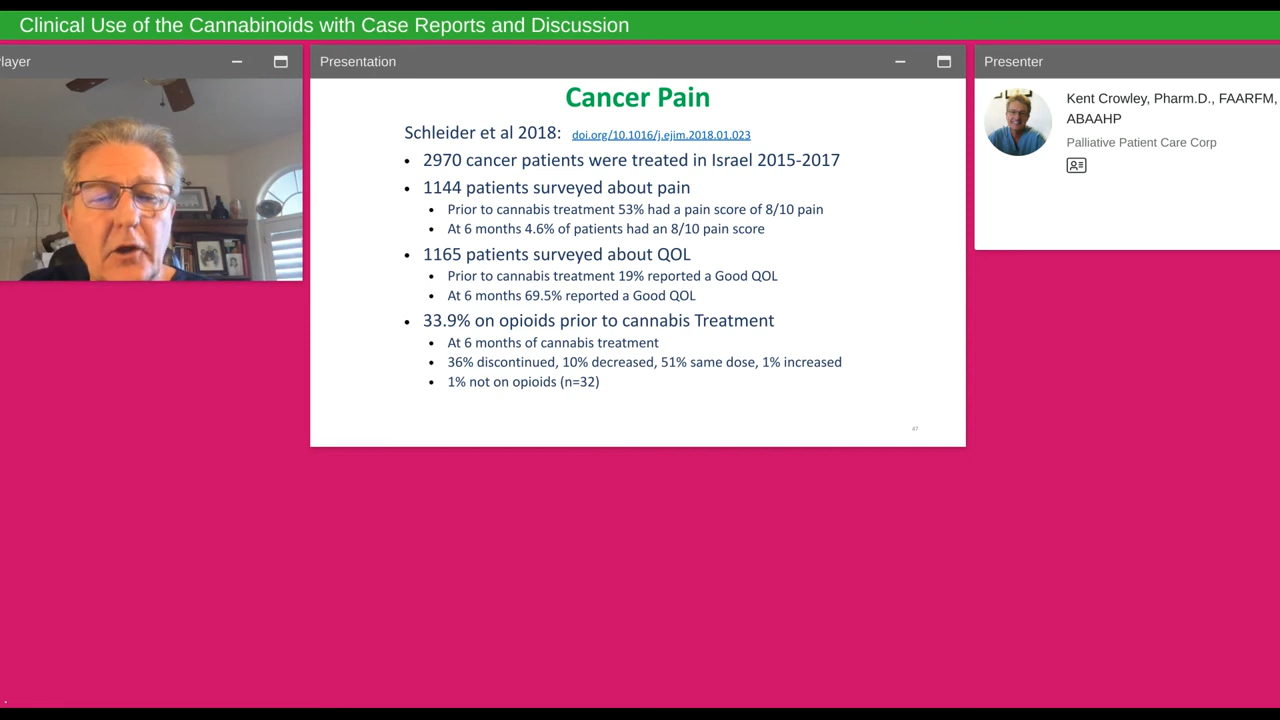 Clinical Use of the Cannabinoids with Case Reports and Discussion
layer
Presentation
Presenter
Cancer Pain
Schleider et al 2018: doi.org/10.1016/j.ejim.2018.01.023
• 2970 cancer patients were treated in Israel 2015-2017
• 1144 patients surveyed about pain
• Prior to cannabis treatment 53% had a pain score of 8/10 pain
• At 6 months 4.6% of patients had an 8/10 pain score
• 1165 patients surveyed about QOL
• Prior to cannabis treatment 19% reported a Good QOL
• At 6 months 69.5% reported a Good QOL
• 33.9% on opioids prior to cannabis Treatment
• At 6 months of cannabis treatment
• 36% discontinued, 10% decreased, 51% same dose, 1% increased
• 1% not on opioids (n=32)
47
Kent Crowley, Pharm.D., FAARFM,
ABAAHP
Palliative Patient Care Corp